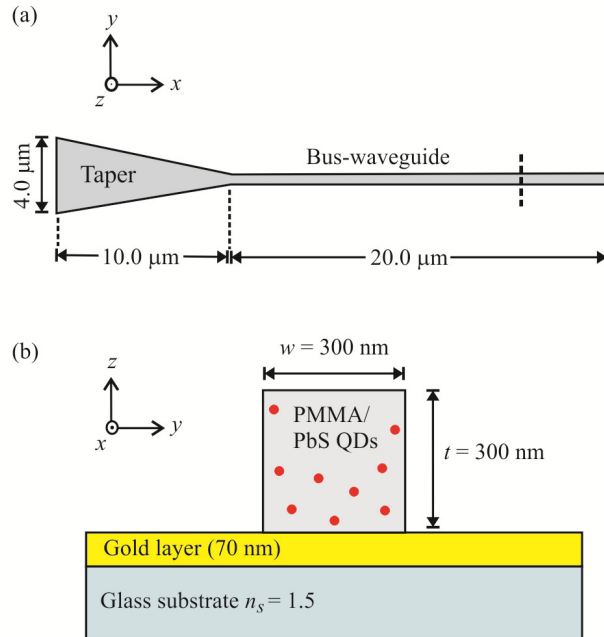 (a)
y
z
x
4.0 μm
Taper
Bus-waveguide
10.0 μm
20.0 μm
(b)
z
x
y
w = 300 nm
PMMA/
PbS QDs
t = 300 nm
Gold layer (70 nm)
Glass substrate nₛ = 1.5